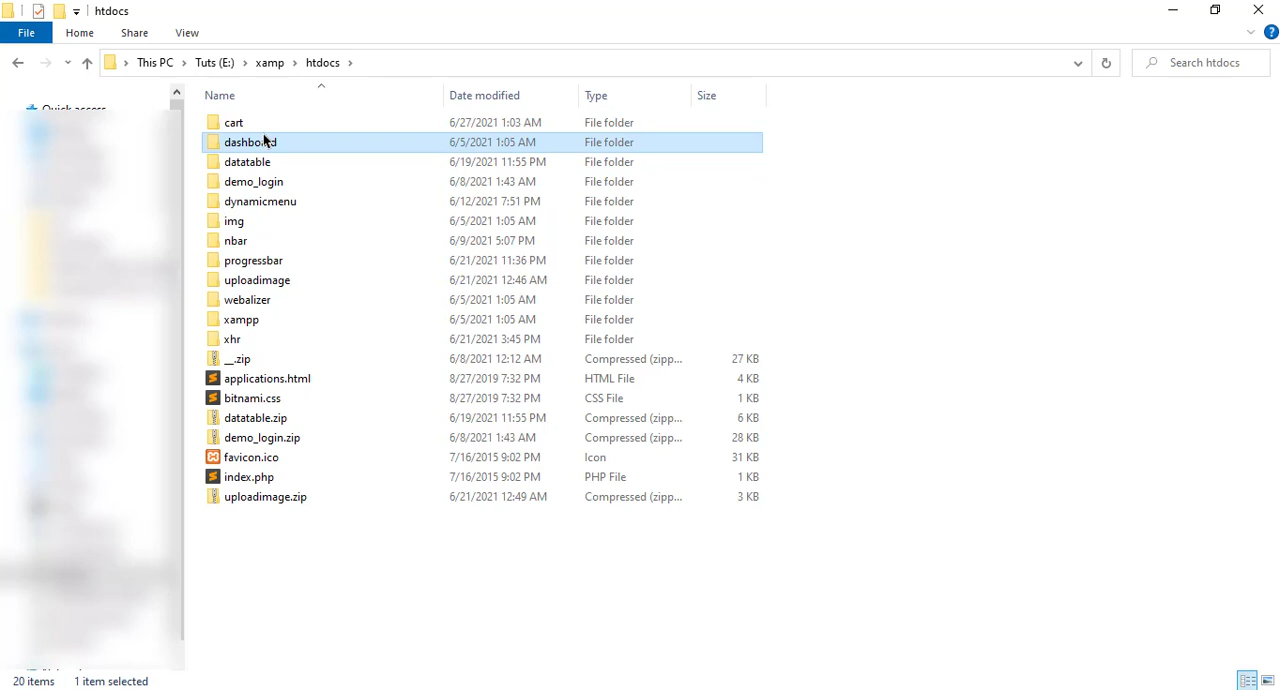 htdocs
File Home Share View
This PC Tuts (E:) xamp htdocs Search htdocs
Quick access
Name Date modified Type Size
cart 6/27/2021 1:03 AM File folder
dashboard 6/5/2021 1:05 AM File folder
datatable 6/19/2021 11:55 PM File folder
demo_login 6/8/2021 1:43 AM File folder
dynamicmenu 6/12/2021 7:51 PM File folder
img 6/5/2021 1:05 AM File folder
nbar 6/9/2021 5:07 PM File folder
progressbar 6/21/2021 11:36 PM File folder
uploadimage 6/21/2021 12:46 AM File folder
webalizer 6/5/2021 1:05 AM File folder
xampp 6/5/2021 1:05 AM File folder
xhr 6/21/2021 3:45 PM File folder
__.zip 6/8/2021 12:12 AM Compressed (zipp... 27 KB
applications.html 8/27/2019 7:32 PM HTML File 4 KB
bitnami.css 8/27/2019 7:32 PM CSS File 1 KB
datatable.zip 6/19/2021 11:55 PM Compressed (zipp... 6 KB
demo_login.zip 6/8/2021 1:43 AM Compressed (zipp... 28 KB
favicon.ico 7/16/2015 9:02 PM Icon 31 KB
index.php 7/16/2015 9:02 PM PHP File 1 KB
uploadimage.zip 6/21/2021 12:49 AM Compressed (zipp... 3 KB
20 items 1 item selected